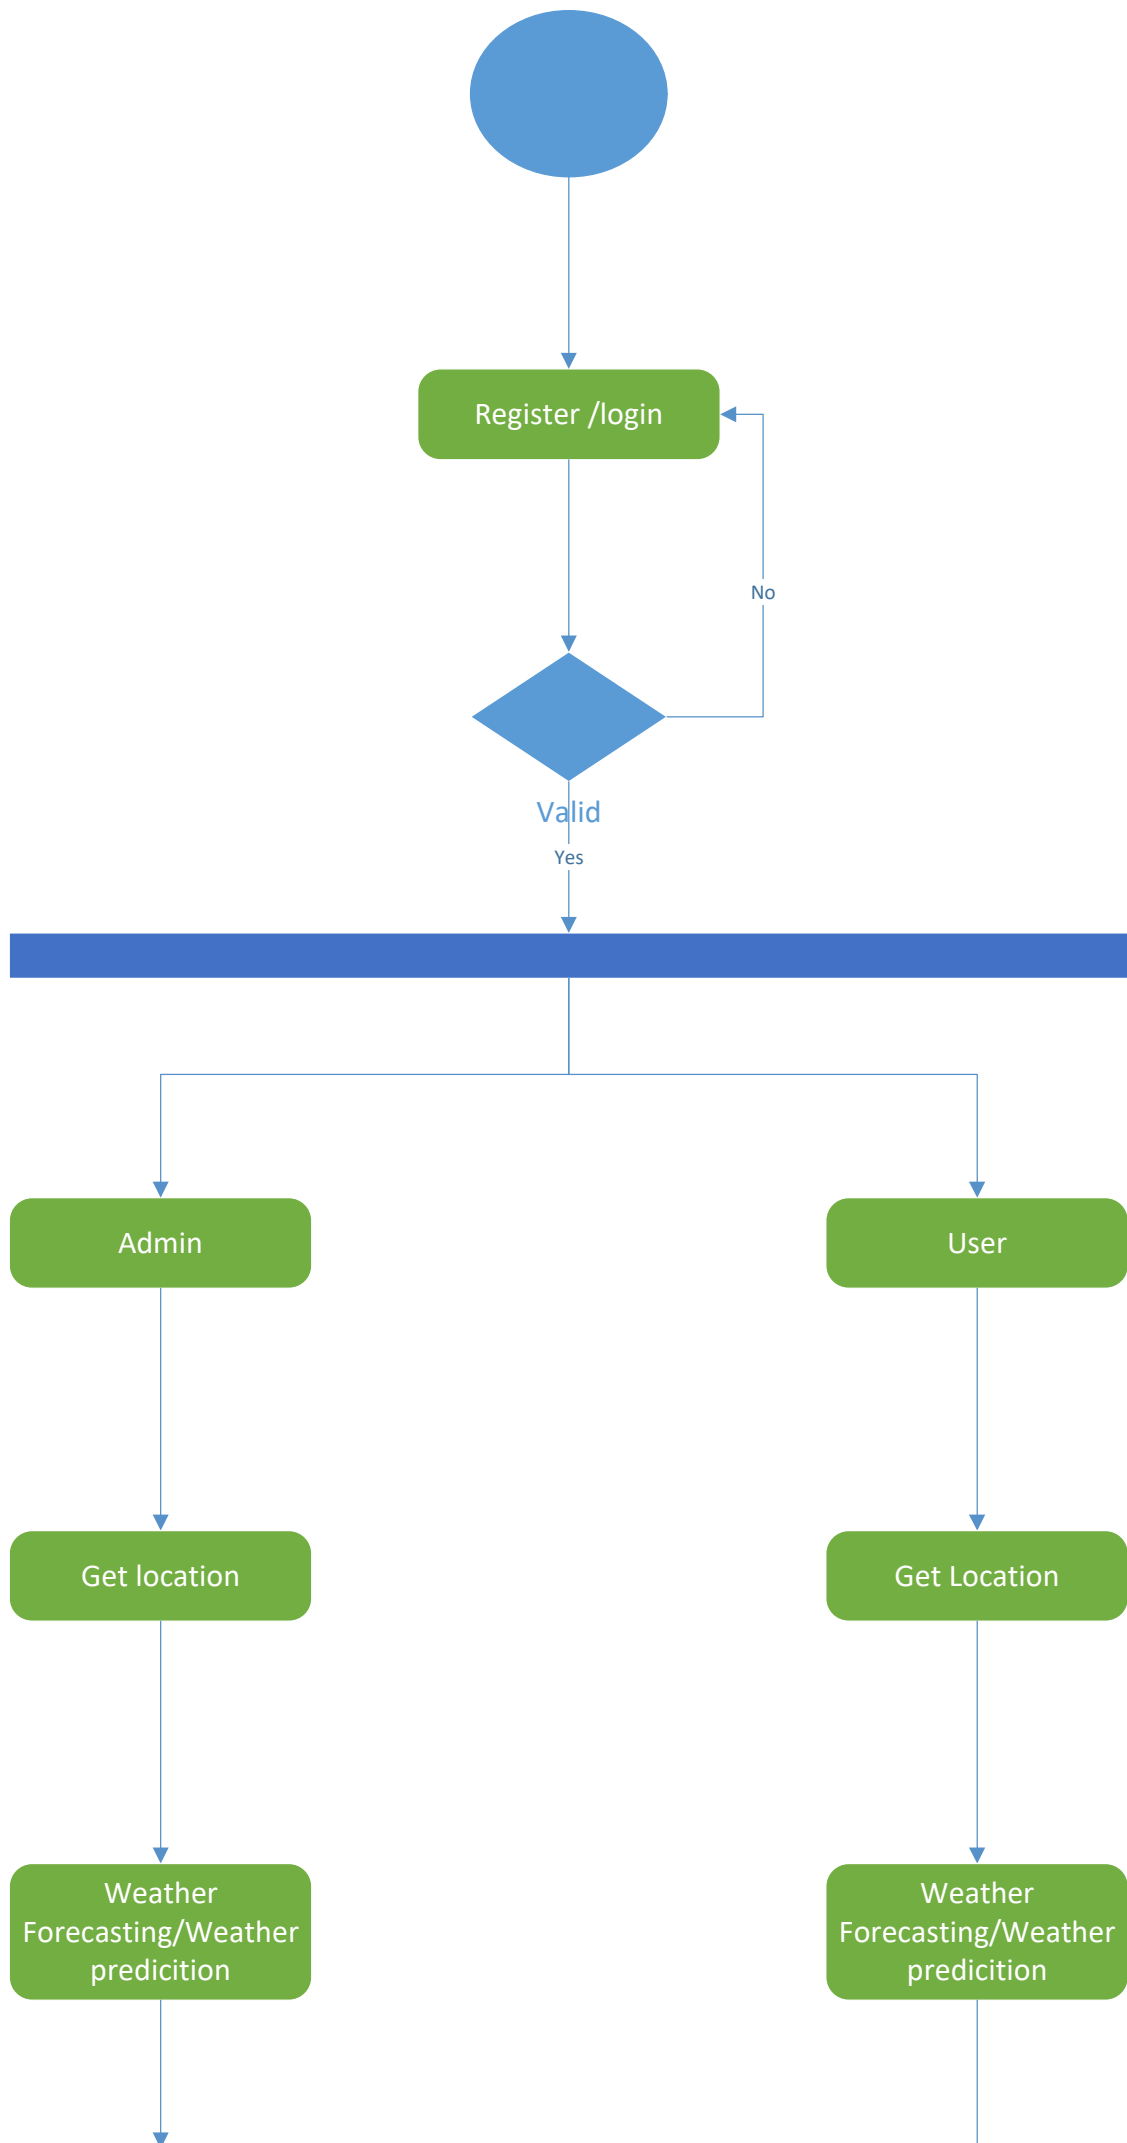 Register /login
No
Valid
Yes
Admin
User
Get location
Get Location
Weather
Forecasting/Weather
predicition
Weather
Forecasting/Weather
predicition